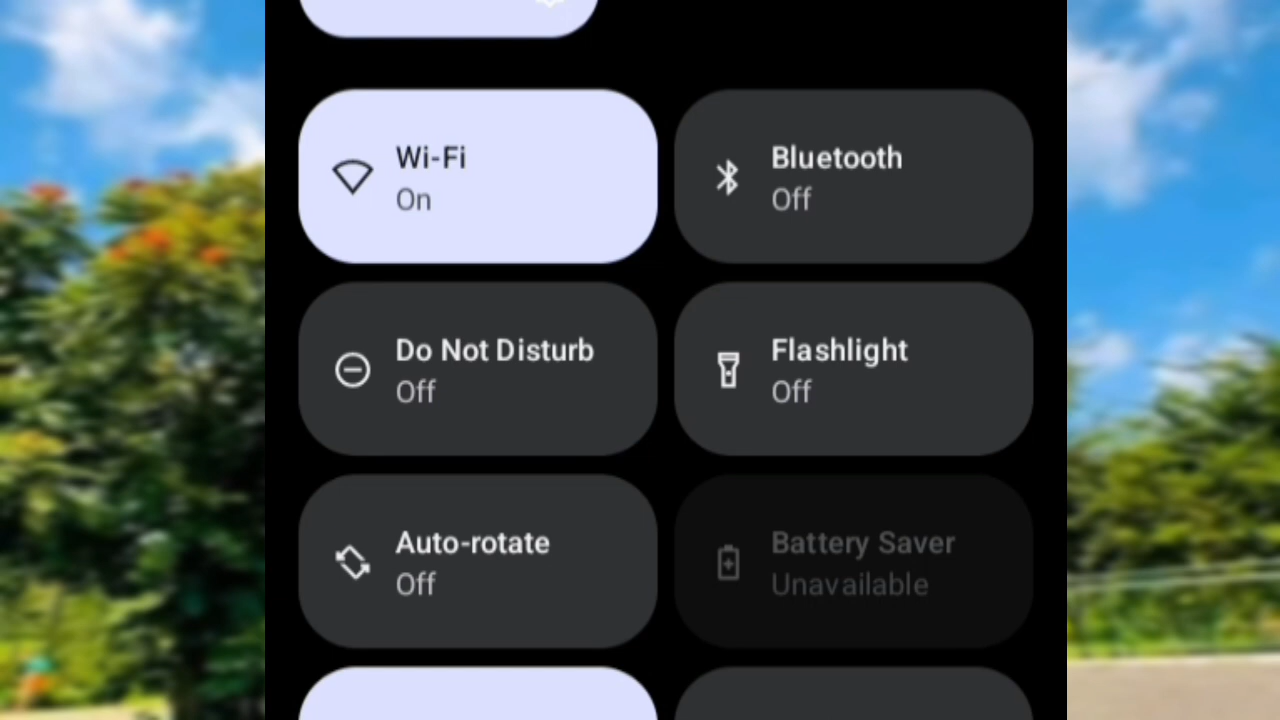 Wi-Fi
On
Bluetooth
Off
Do Not Disturb
Off
Flashlight
Off
Auto-rotate
Off
Battery Saver
Unavailable